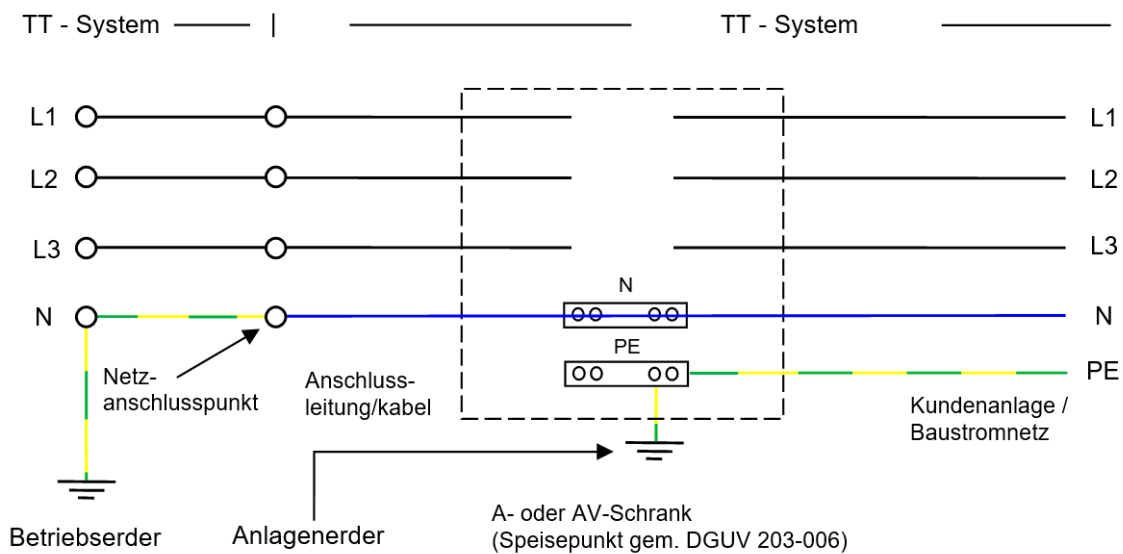 TT - System
TT - System
L1
L1
L2
L2
L3
L3
N
N
N
PE
PE
Netz-
anschlusspunkt
Anschluss-
leitung/kabel
Kundenanlage /
Baustromnetz
Betriebserder
Anlagenerder
A- oder AV-Schrank
(Speisepunkt gem. DGUV 203-006)